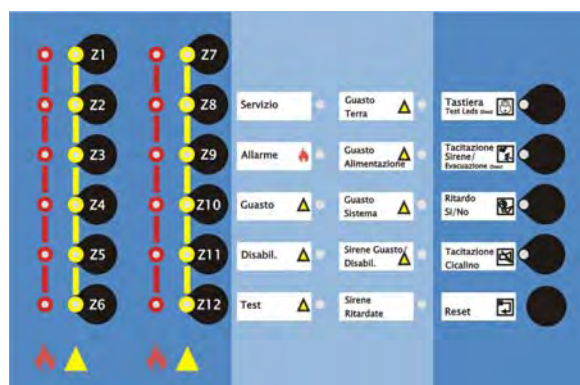 Z1
Z2
Z3
Z4
Z5
Z6
Z7
Z8
Z9
Z10
Z11
Z12
Servizio
Allarme
Guasto
Disabil.
Test
Guasto
Terra
Guasto
Alimentazione
Guasto
Sistema
Sirene Guasto/
Disabil.
Sirene
Ritardate
Tastiera
Test Leds (5sec)
Tacitazione
Sirene/
Evacuazione (5sec)
Ritardo
Si/No
Tacitazione
Cicalino
Reset